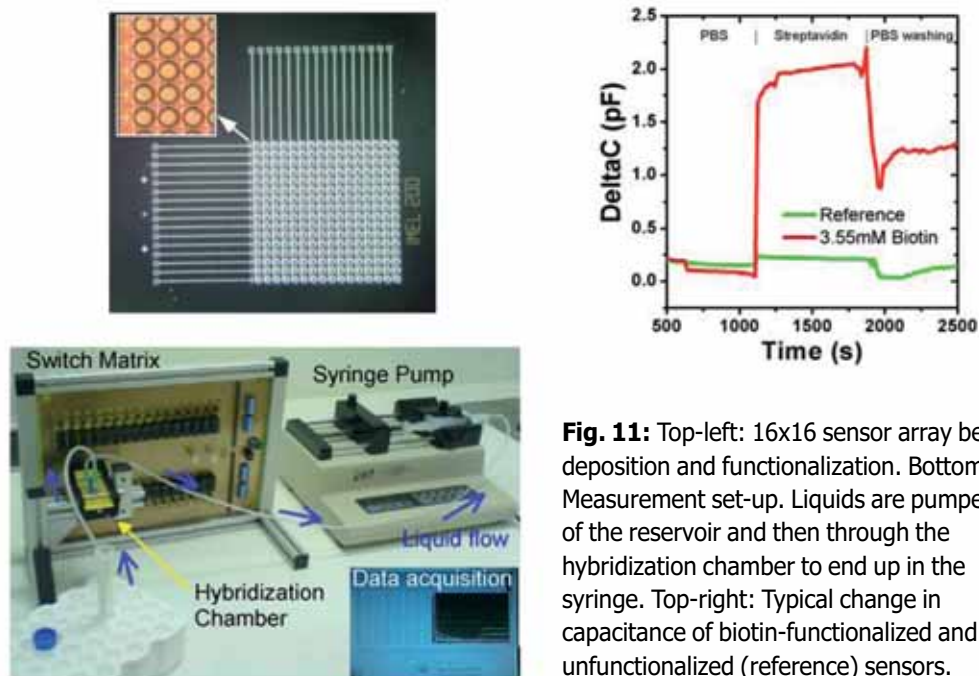 INEL 200
2.5
2.0
1.5
1.0
0.5
0.0
DeltaC (pF)
PBS | Streptavidin | PBS washing
Reference
3.55mM Biotin
500 1000 1500 2000 2500
Time (s)
Switch Matrix
Syringe Pump
Liquid flow
Hybridization
Chamber
Data acquisition
Fig. 11: Top-left: 16x16 sensor array be
deposition and functionalization. Bottom
Measurement set-up. Liquids are pumpe
of the reservoir and then through the
hybridization chamber to end up in the
syringe. Top-right: Typical change in
capacitance of biotin-functionalized and
unfunctionalized (reference) sensors.